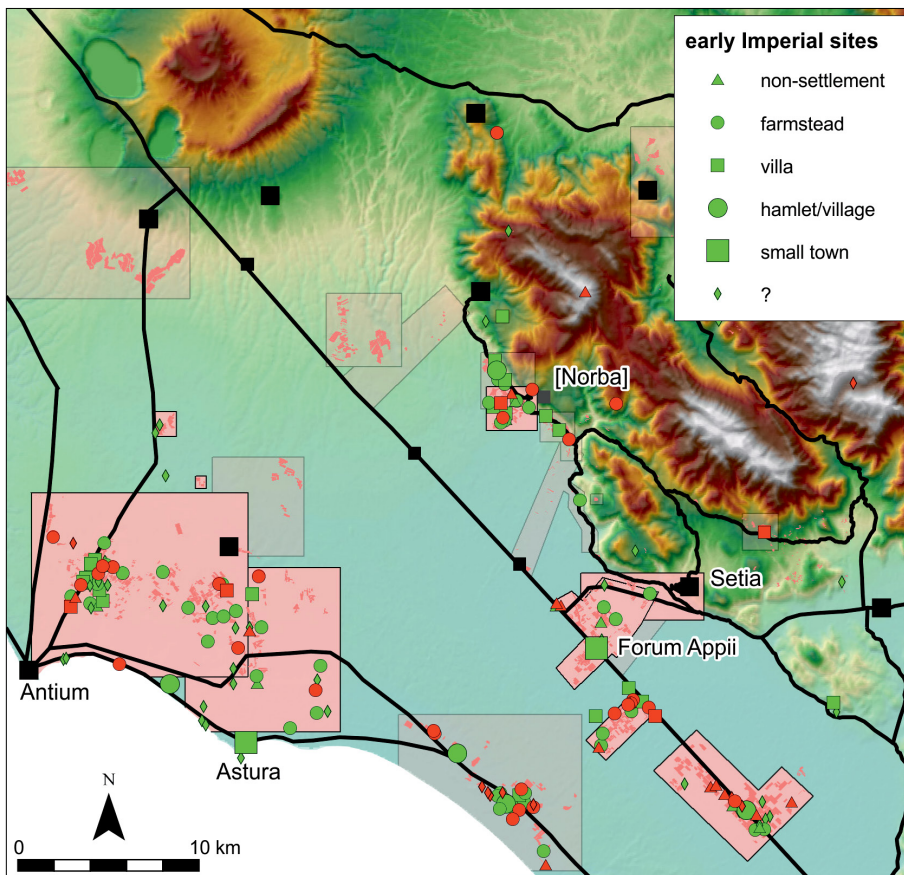 early Imperial sites
non-settlement
farmstead
villa
hamlet/village
small town
?
[Norba]
Setia
Forum Appii
Antium
Astura
N
0 10 km